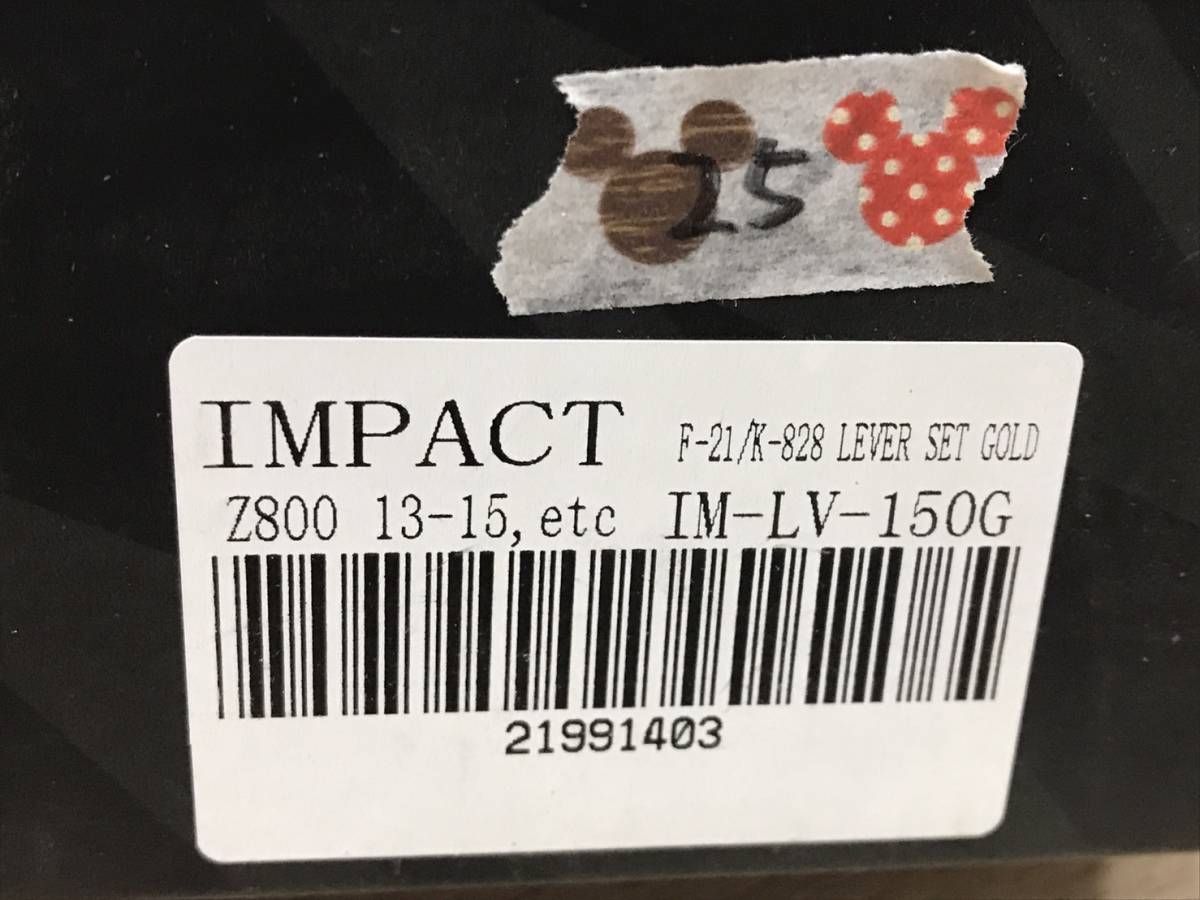 25
IMPACT F-21/K-828 LEVER SET GOLD
Z800 13-15, etc IM-LV-150G
21991403